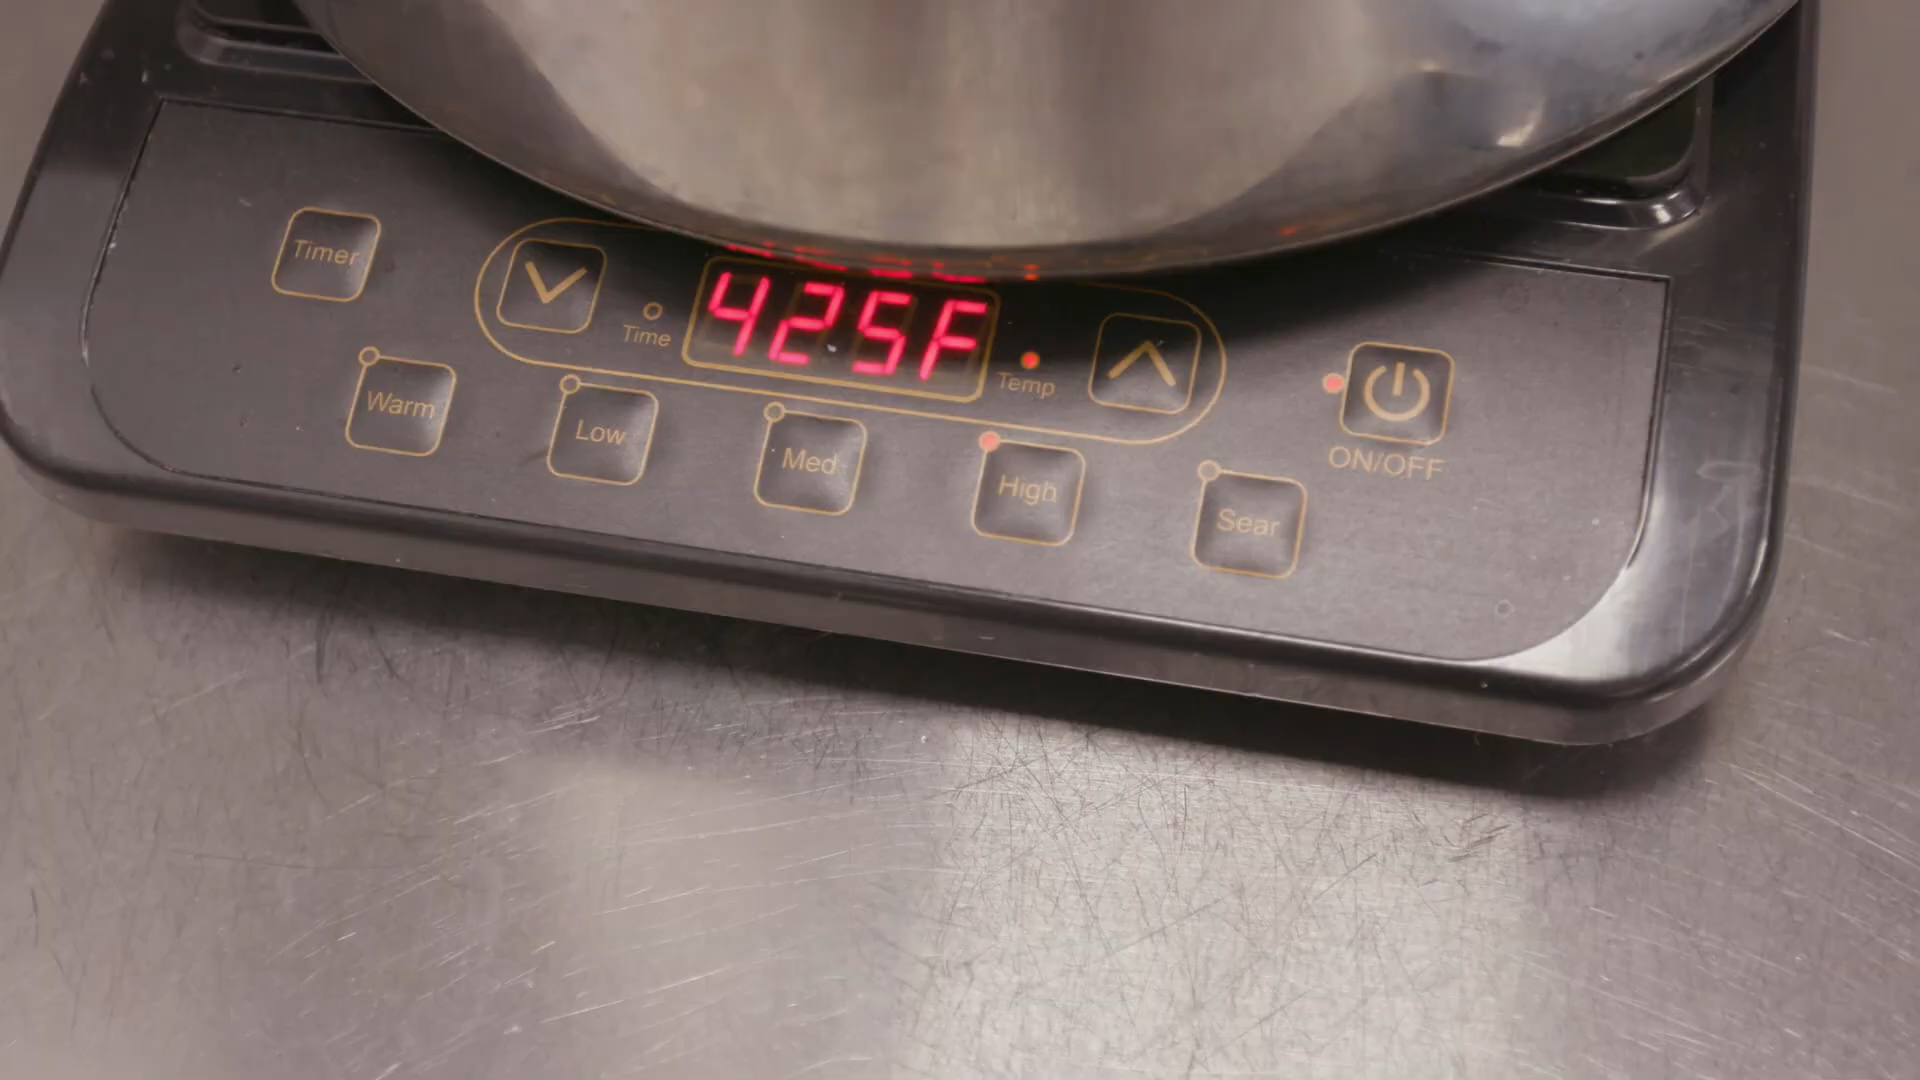 Timer
Time
425F
Temp
ON/OFF
Warm
Low
Med
High
Sear